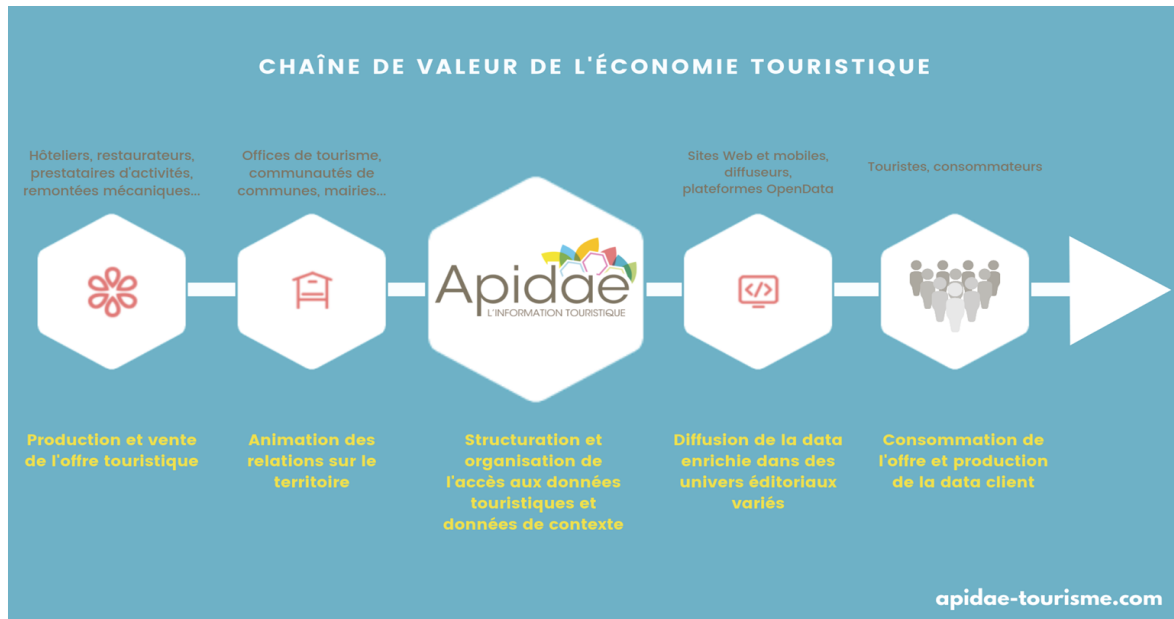 CHAÎNE DE VALEUR DE L'ÉCONOMIE TOURISTIQUE
Hôteliers, restaurateurs,
prestataires d'activités,
remontées mécaniques...
Offices de tourisme,
communautés de
communes, mairies...
Sites Web et mobiles,
diffuseurs,
plateformes OpenData
Touristes, consommateurs
Apidae
L'INFORMATION TOURISTIQUE
</>
Production et vente
de l'offre touristique
Animation des
relations sur le
territoire
Structuration et
organisation de
l'accès aux données
touristiques et
données de contexte
Diffusion de la data
enrichie dans des
univers éditoriaux
variés
Consommation de
l'offre et production
de la data client
apidae-tourisme.com